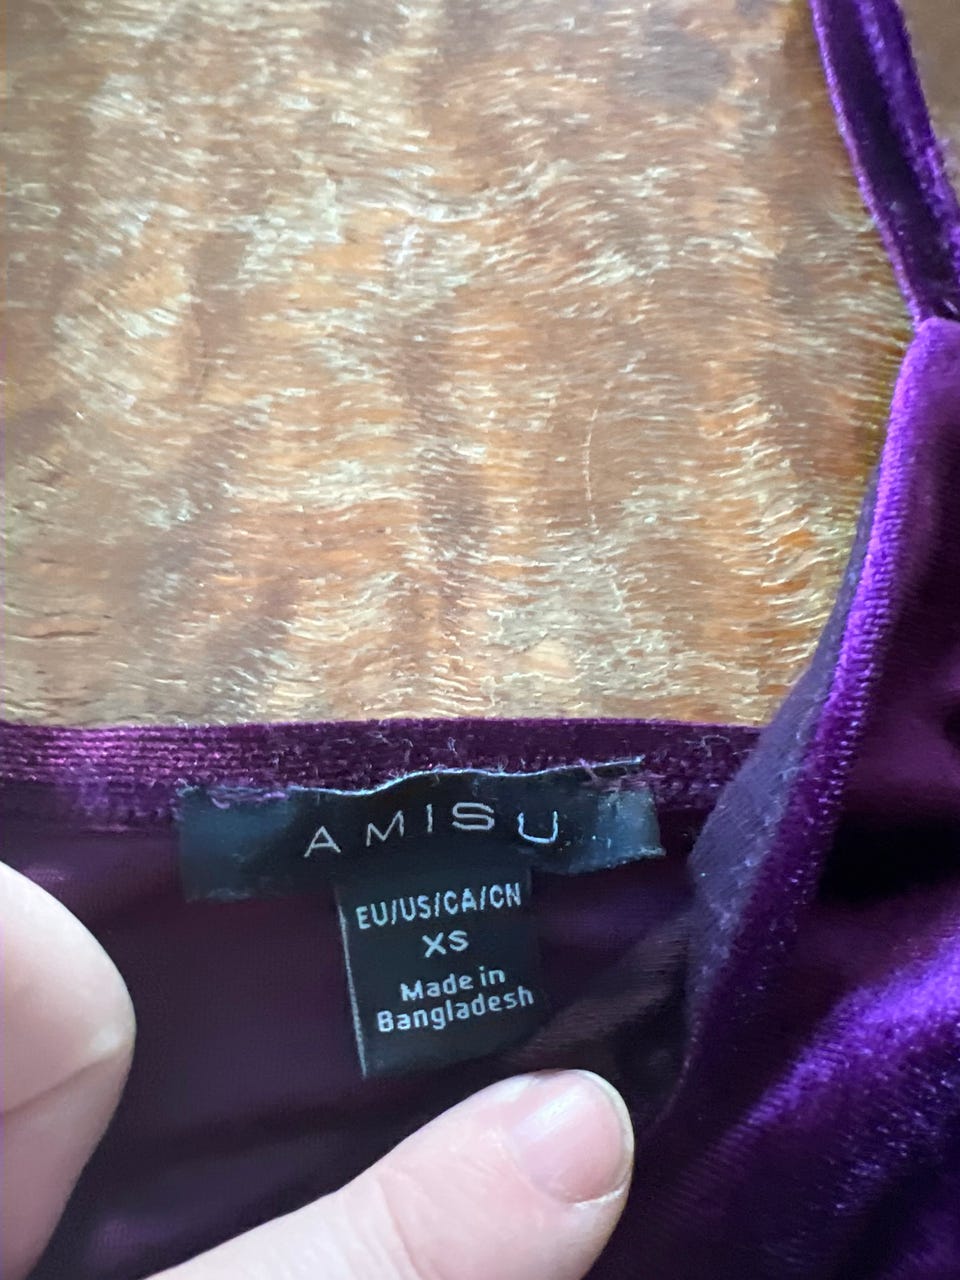 AMISU
EU/US/CA/CN
XS
Made in
Bangladesh